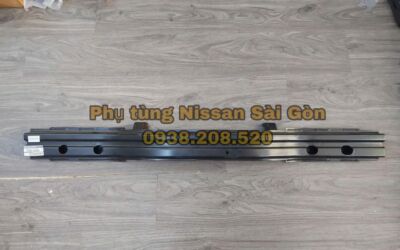 Phụ tùng Nissan Sài Gòn
0938.208.520